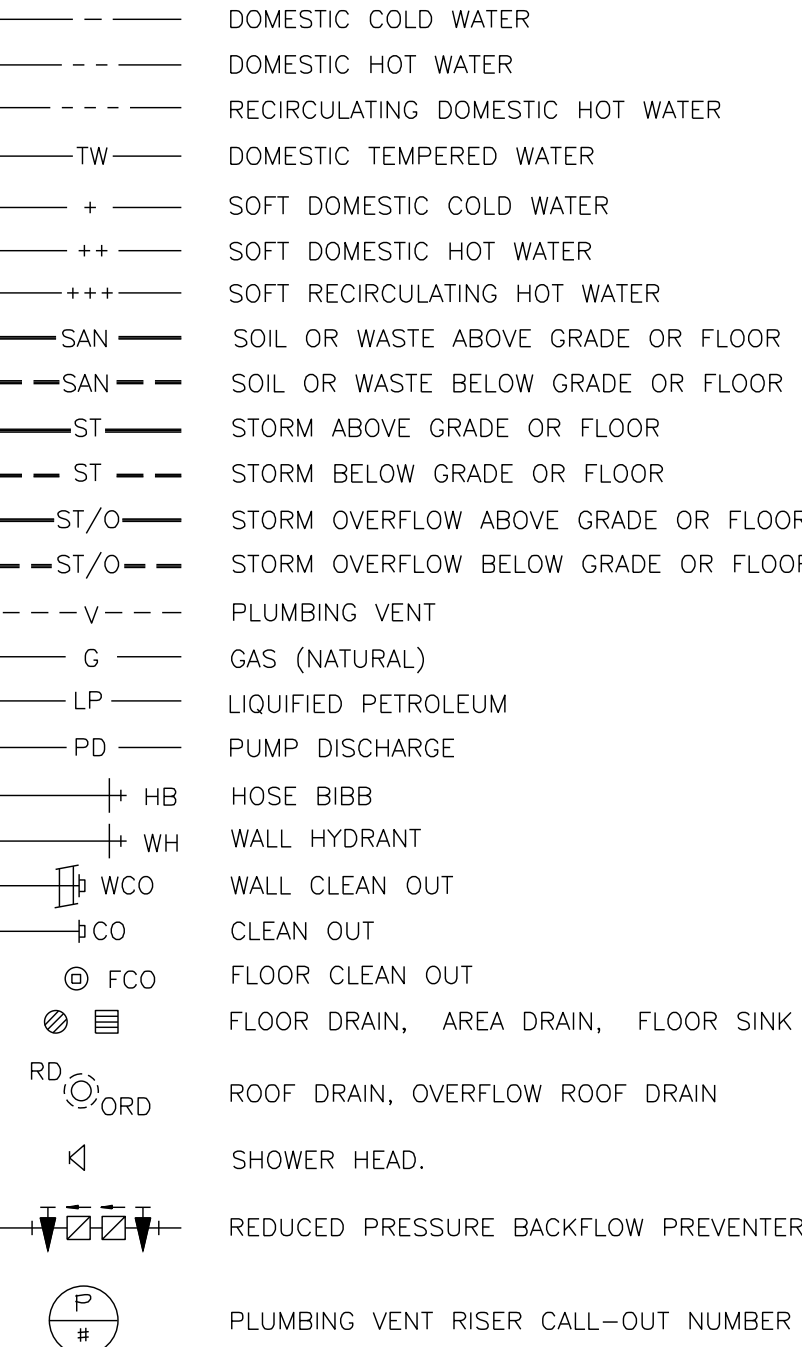 DOMESTIC COLD WATER
DOMESTIC HOT WATER
RECIRCULATING DOMESTIC HOT WATER
TW DOMESTIC TEMPERED WATER
+ SOFT DOMESTIC COLD WATER
++ SOFT DOMESTIC HOT WATER
+++ SOFT RECIRCULATING HOT WATER
SAN SOIL OR WASTE ABOVE GRADE OR FLOOR
SAN SOIL OR WASTE BELOW GRADE OR FLOOR
ST STORM ABOVE GRADE OR FLOOR
ST STORM BELOW GRADE OR FLOOR
ST/O STORM OVERFLOW ABOVE GRADE OR FLOOR
ST/O STORM OVERFLOW BELOW GRADE OR FLOOR
V PLUMBING VENT
G GAS (NATURAL)
LP LIQUIFIED PETROLEUM
PD PUMP DISCHARGE
HB HOSE BIBB
WH WALL HYDRANT
WCO WALL CLEAN OUT
CO CLEAN OUT
FCO FLOOR CLEAN OUT
FLOOR DRAIN, AREA DRAIN, FLOOR SINK
RD
ORD ROOF DRAIN, OVERFLOW ROOF DRAIN
SHOWER HEAD.
REDUCED PRESSURE BACKFLOW PREVENTER
P
# PLUMBING VENT RISER CALL-OUT NUMBER